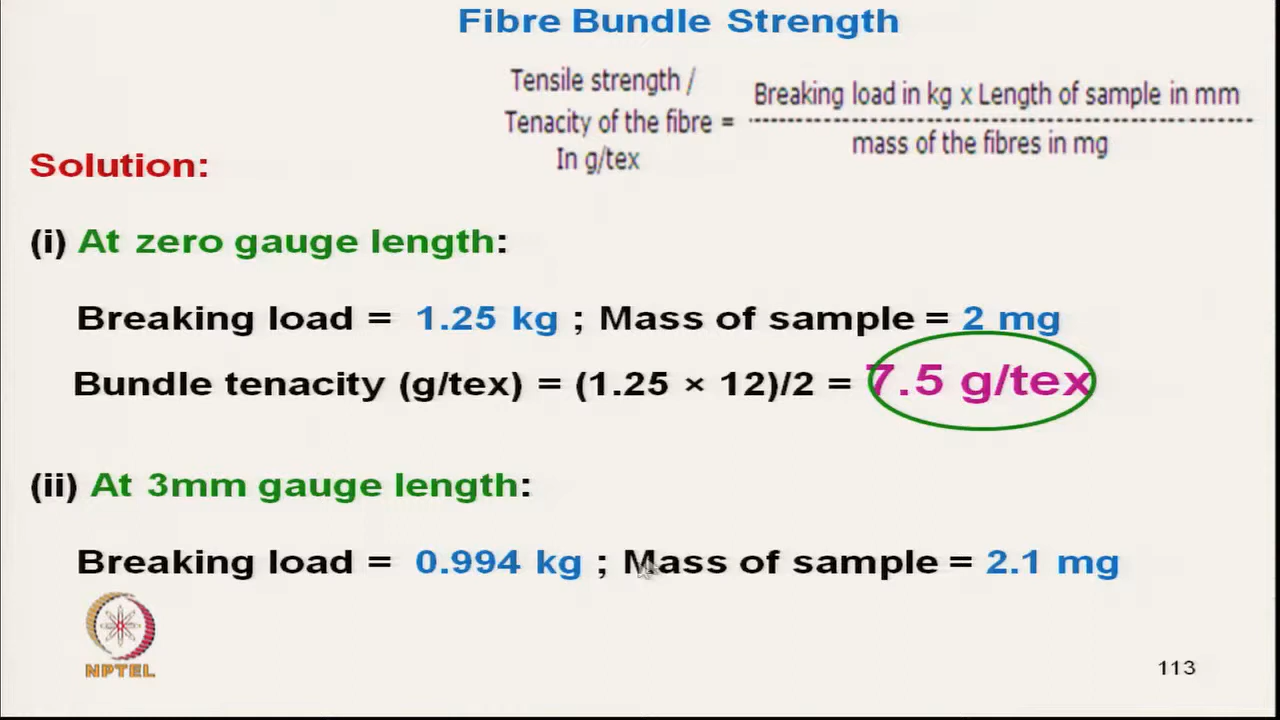 Fibre Bundle Strength
Tensile strength /
Tenacity of the fibre =
In g/tex
Breaking load in kg x Length of sample in mm
mass of the fibres in mg
Solution:
(i) At zero gauge length:
Breaking load = 1.25 kg ; Mass of sample = 2 mg
Bundle tenacity (g/tex) = (1.25 × 12)/2 = 7.5 g/tex
(ii) At 3mm gauge length:
Breaking load = 0.994 kg ; Mass of sample = 2.1 mg
NPTEL
113